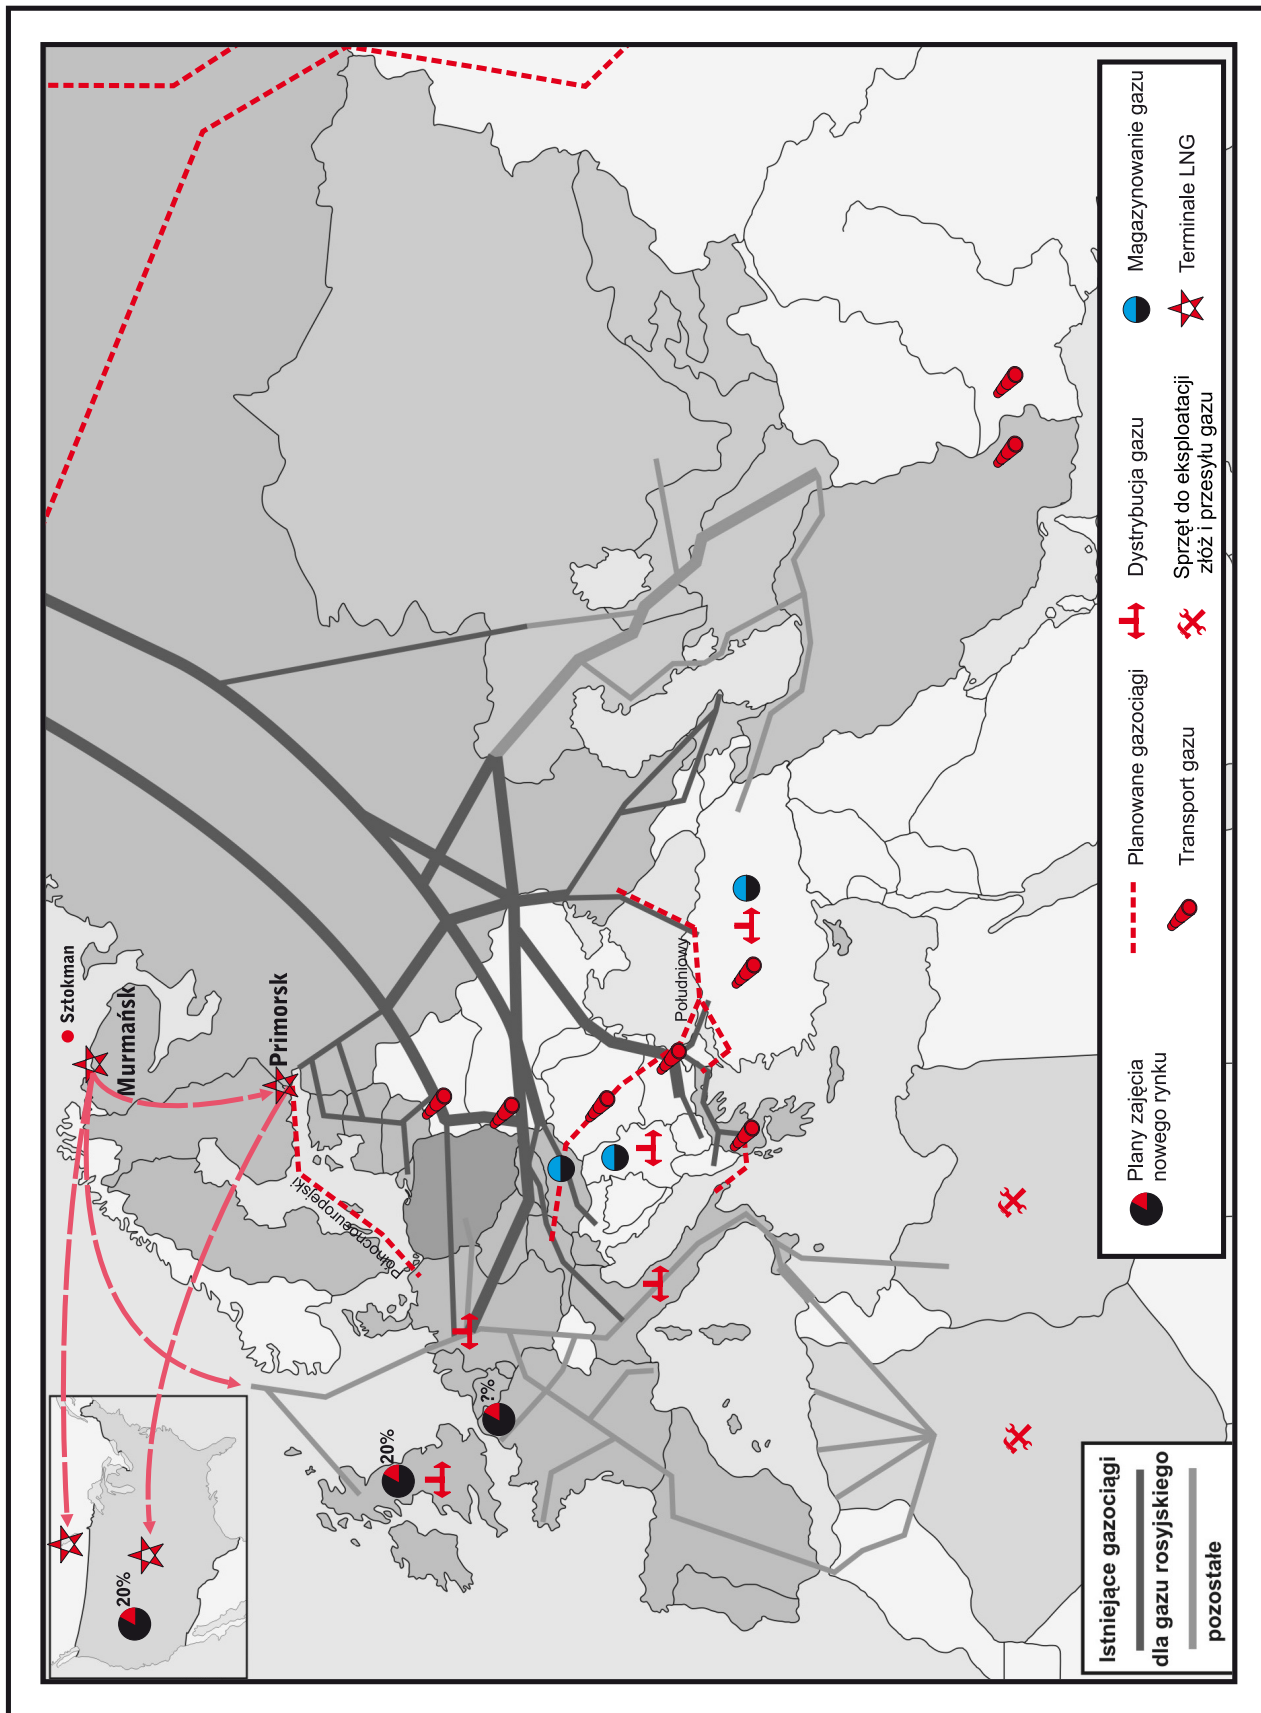 Sztokman
Murmańsk
Primorsk
Północnoeuropejski
Południowy
20%
20%
?%
Plany zajęcia
nowego rynku
Planowane gazociągi
Transport gazu
Dystrybucja gazu
Sprzęt do eksploatacji
złóż i przesyłu gazu
Magazynowanie gazu
Terminale LNG
Istniejące gazociągi
dla gazu rosyjskiego
pozostałe